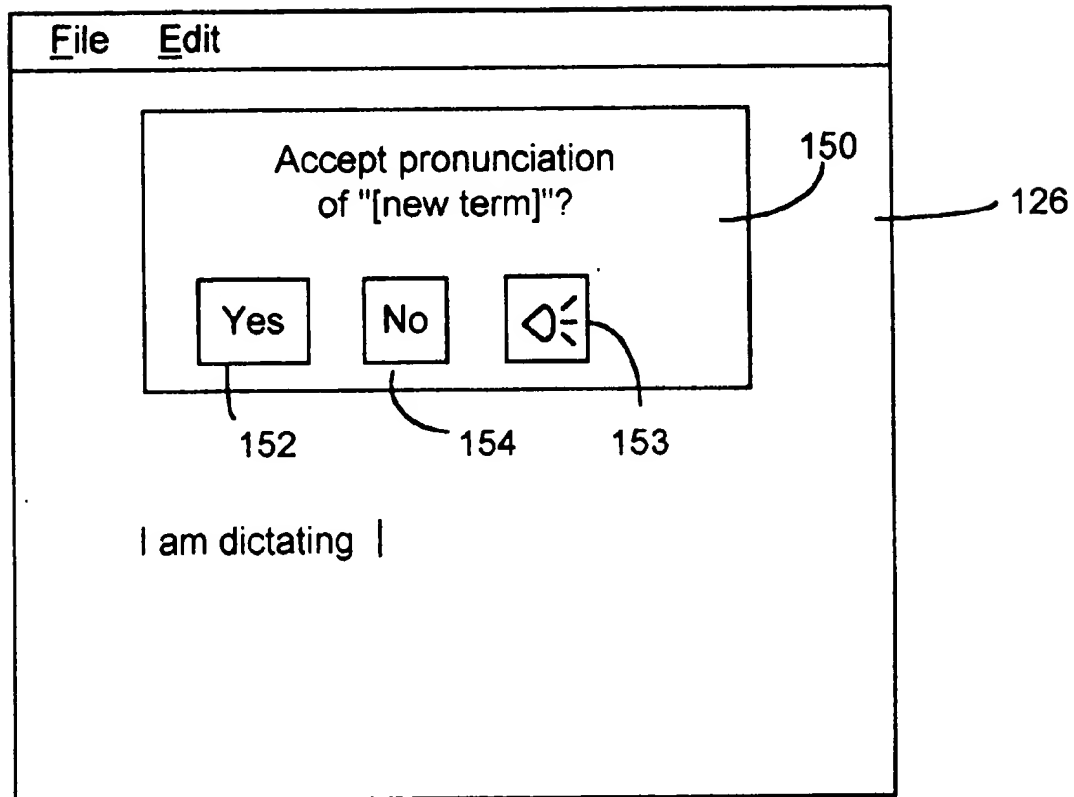 File Edit
Accept pronunciation
of "[new term]"?
150
126
Yes No
152 154 153
I am dictating